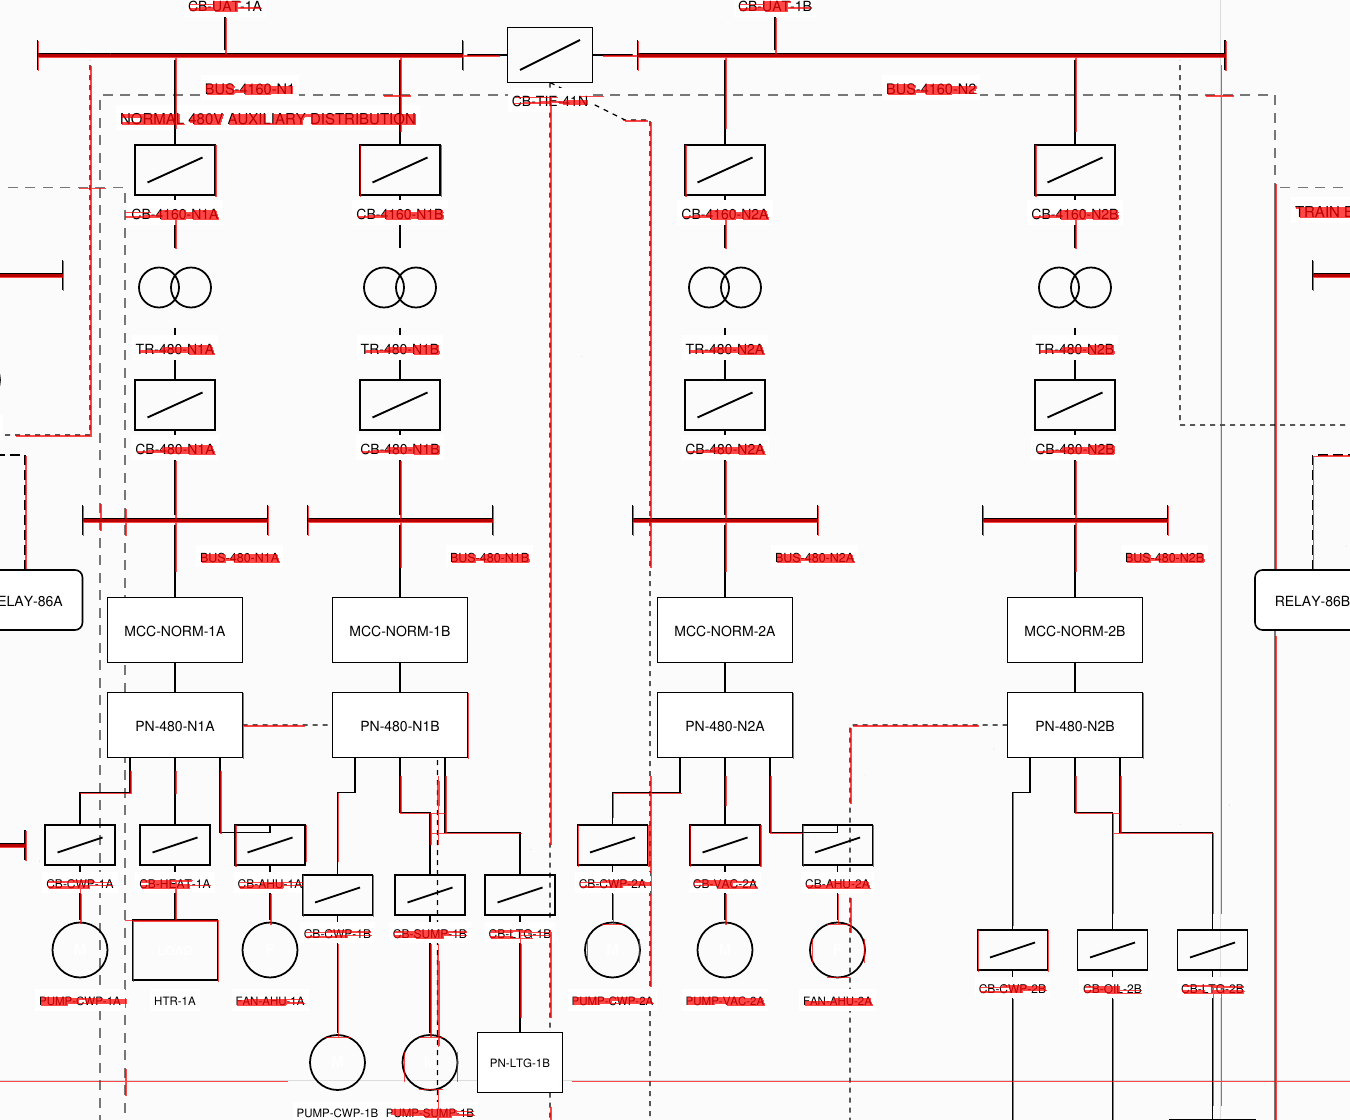 CB-UAT-1A
CB-UAT-1B
BUS-4160-N1
BUS-4160-N2
CB-TIE-41N
NORMAL 480V AUXILIARY DISTRIBUTION
CB-4160-N1A
CB-4160-N1B
CB-4160-N2A
CB-4160-N2B
TRAIN
TR-480-N1A
TR-480-N1B
TR-480-N2A
TR-480-N2B
CB-480-N1A
CB-480-N1B
CB-480-N2A
CB-480-N2B
BUS-480-N1A
BUS-480-N1B
BUS-480-N2A
BUS-480-N2B
ELAY-86A
MCC-NORM-1A
MCC-NORM-1B
MCC-NORM-2A
MCC-NORM-2B
RELAY-86B
PN-480-N1A
PN-480-N1B
PN-480-N2A
PN-480-N2B
CB-CWP-1A
CB-HEAT-1A
CB-AHU-1A
CB-CWP-2A
CB-VAC-2A
CB-AHU-2A
CB-CWP-1B
CB-SUMP-1B
CB-LTG-1B
CB-CWP-2B
CB-OIL-2B
CB-LTG-2B
PUMP-CWP-1A
HTR-1A
FAN-AHU-1A
PUMP-CWP-2A
PUMP-VAC-2A
FAN-AHU-2A
PN-LTG-1B
PUMP-CWP-1B
PUMP-SUMP-1B